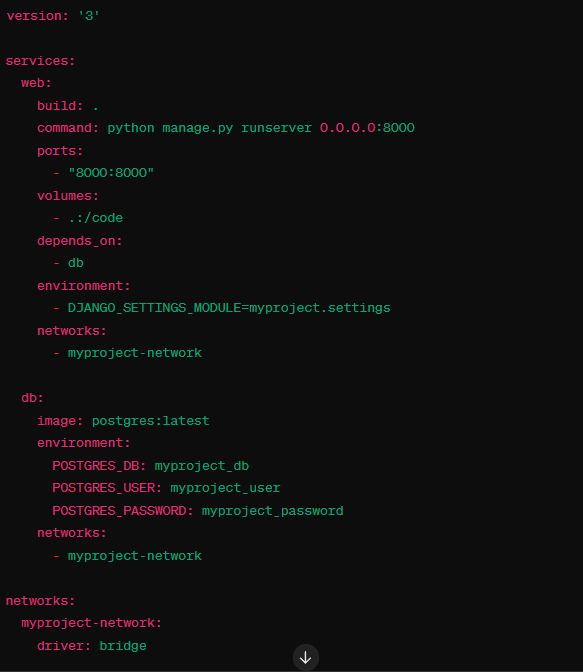 version: '3'

services:
  web:
    build: .
    command: python manage.py runserver 0.0.0.0:8000
    ports:
      - "8000:8000"
    volumes:
      - .:/code
    depends_on:
      - db
    environment:
      - DJANGO_SETTINGS_MODULE=myproject.settings
    networks:
      - myproject-network

  db:
    image: postgres:latest
    environment:
      POSTGRES_DB: myproject_db
      POSTGRES_USER: myproject_user
      POSTGRES_PASSWORD: myproject_password
    networks:
      - myproject-network

networks:
  myproject-network:
    driver: bridge